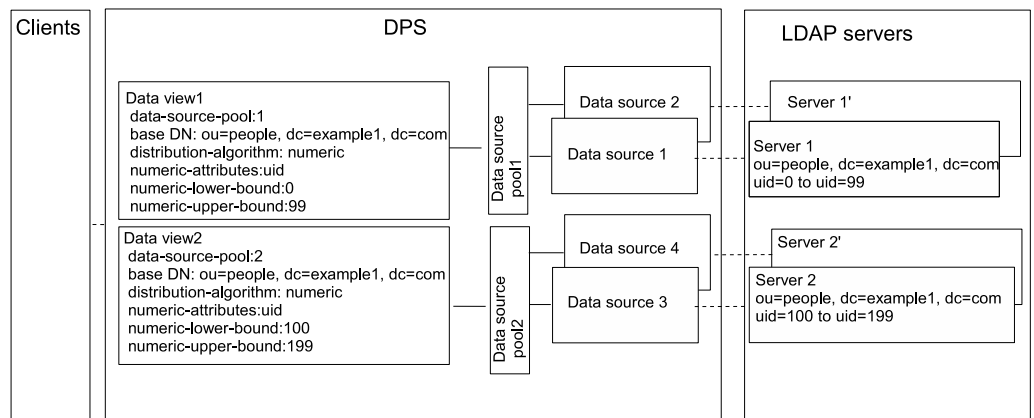 Clients
DPS
LDAP servers
Data view1
data-source-pool:1
base DN: ou=people, dc=example1, dc=com
distribution-algorithm: numeric
numeric-attributes:uid
numeric-lower-bound:0
numeric-upper-bound:99
Data source
pool1
Data source 2
Data source 1
Server 1'
Server 1
ou=people, dc=example1, dc=com
uid=0 to uid=99
Data view2
data-source-pool:2
base DN: ou=people, dc=example1, dc=com
distribution-algorithm: numeric
numeric-attributes:uid
numeric-lower-bound:100
numeric-upper-bound:199
Data source
pool2
Data source 4
Data source 3
Server 2'
Server 2
ou=people, dc=example1, dc=com
uid=100 to uid=199